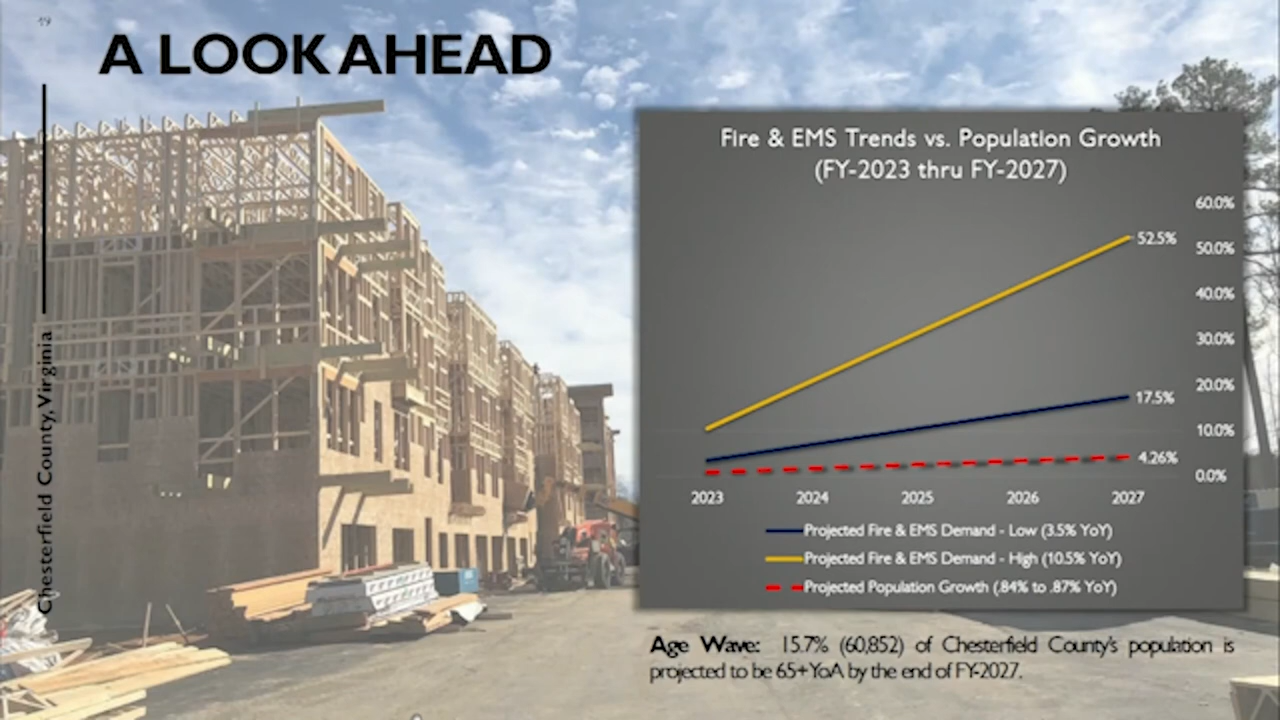 49
A LOOK AHEAD
Chesterfield County, Virginia
Fire & EMS Trends vs. Population Growth
(FY-2023 thru FY-2027)
60.0%
50.0%
40.0%
30.0%
20.0%
10.0%
0.0%
52.5%
17.5%
4.26%
2023 2024 2025 2026 2027
Projected Fire & EMS Demand - Low (3.5% YoY)
Projected Fire & EMS Demand - High (10.5% YoY)
Projected Population Growth (.84% to .87% YoY)
Age Wave: 15.7% (60,852) of Chesterfield County's population is
projected to be 65+ YoA by the end of FY-2027.